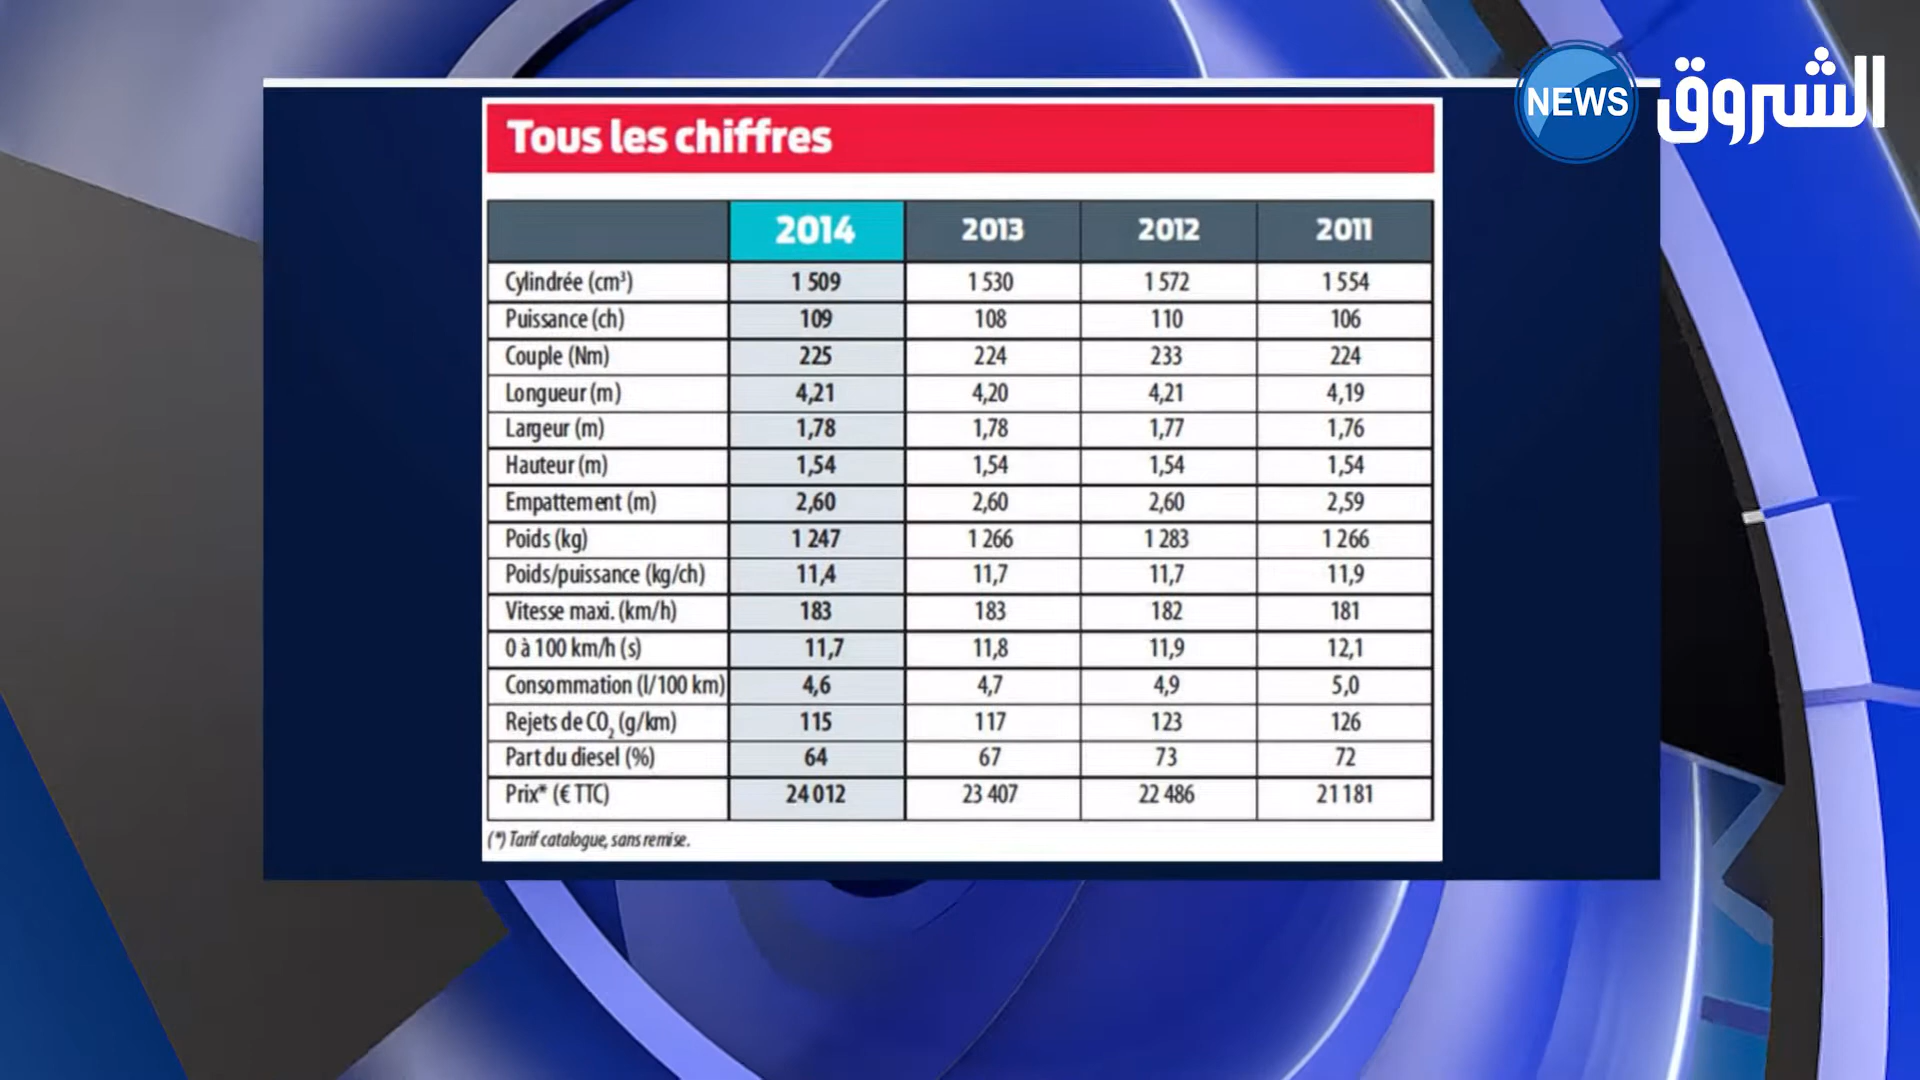 NEWS الشروق
Tous les chiffres
2014 2013 2012 2011
Cylindrée (cm³) 1 509 1 530 1 572 1 554
Puissance (ch) 109 108 110 106
Couple (Nm) 225 224 233 224
Longueur (m) 4,21 4,20 4,21 4,19
Largeur (m) 1,78 1,78 1,77 1,76
Hauteur (m) 1,54 1,54 1,54 1,54
Empattement (m) 2,60 2,60 2,60 2,59
Poids (kg) 1 247 1 266 1 283 1 266
Poids/puissance (kg/ch) 11,4 11,7 11,7 11,9
Vitesse maxi. (km/h) 183 183 182 181
0 à 100 km/h (s) 11,7 11,8 11,9 12,1
Consommation (l/100 km) 4,6 4,7 4,9 5,0
Rejets de CO₂ (g/km) 115 117 123 126
Part du diesel (%) 64 67 73 72
Prix* (€ TTC) 24 012 23 407 22 486 21 181
(*) Tarif catalogue, sans remise.